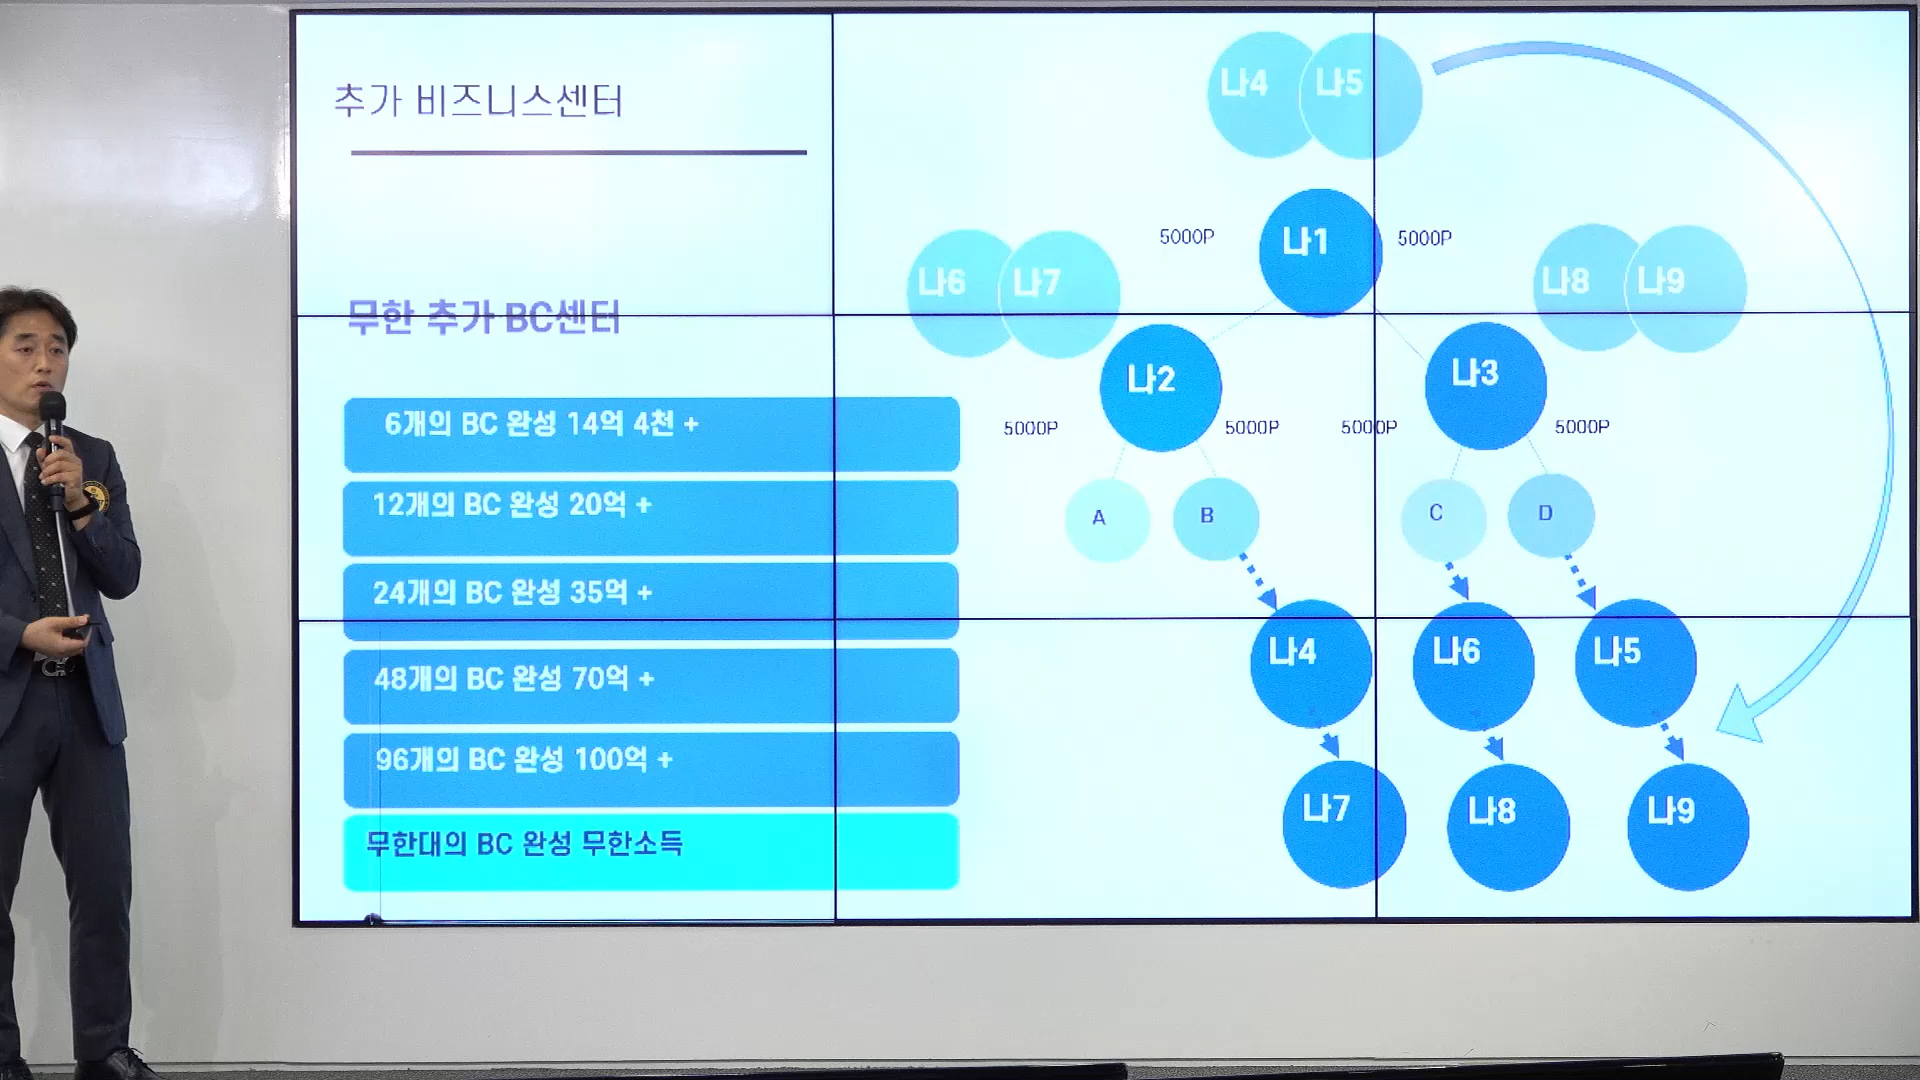 추가 비즈니스센터
무한 추가 BC센터
6개의 BC 완성 14억 4천 +
12개의 BC 완성 20억 +
24개의 BC 완성 35억 +
48개의 BC 완성 70억 +
96개의 BC 완성 100억 +
무한대의 BC 완성 무한소득
나4 나5
5000P 나1 5000P
나6 나7 나8 나9
나2 나3
5000P 5000P 5000P 5000P
A B C D
나4 나6 나5
나7 나8 나9